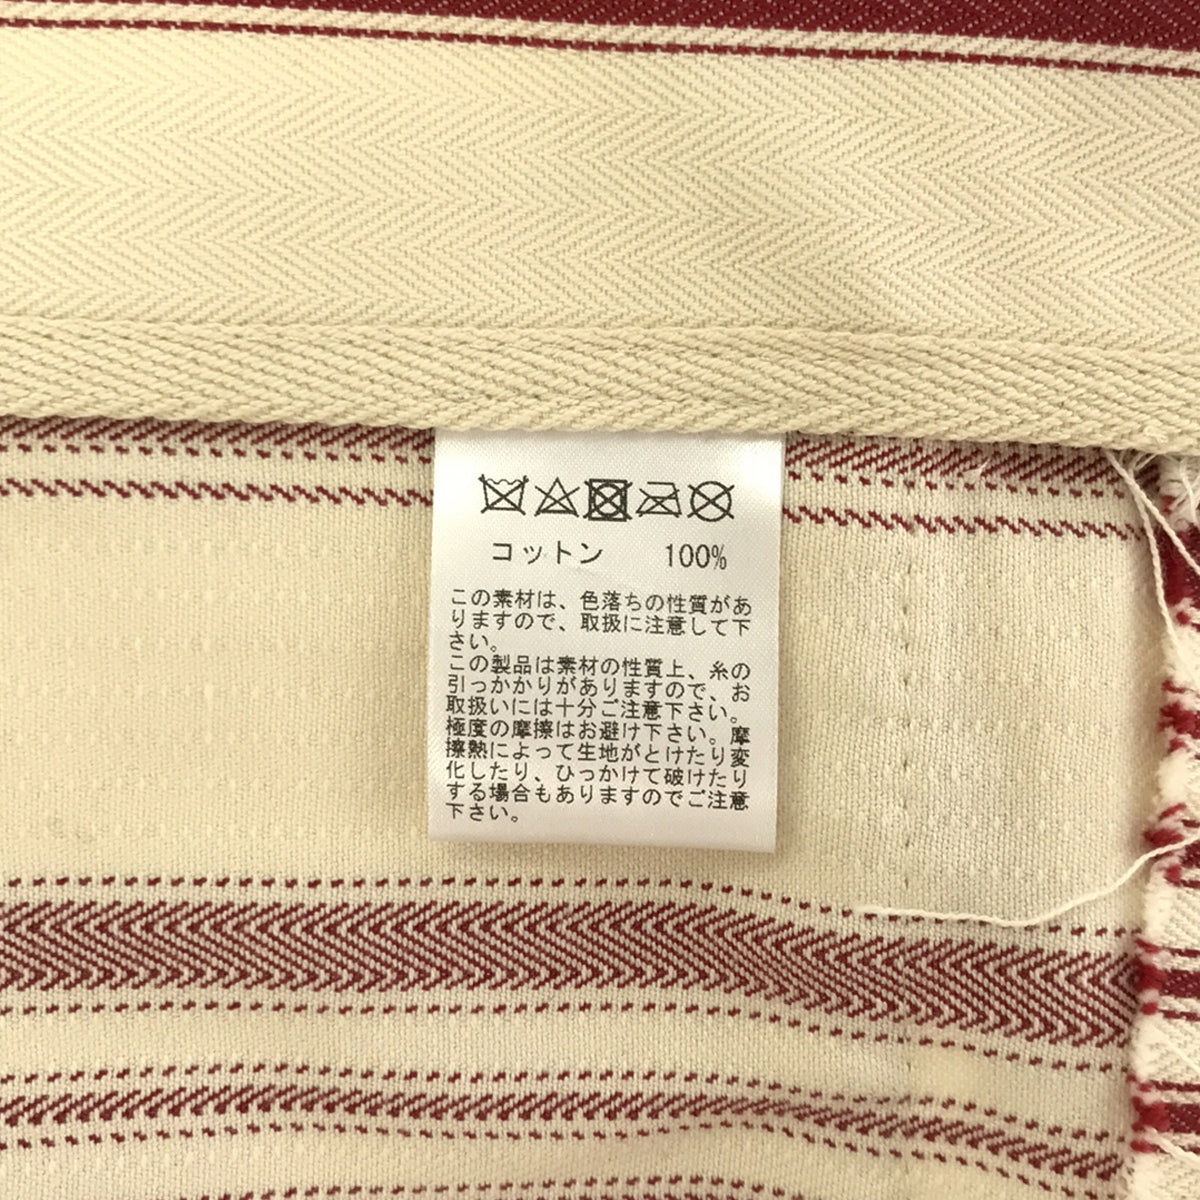 コットン 100%
この素材は、色落ちの性質があ
りますので、取扱に注意して下
さい。
この製品は素材の性質上、糸の
引っかかりがありますので、お
取扱いには十分ご注意下さい。
極度の摩擦はお避け下さい。摩
擦熱によって生地がとけたり変
化したり、ひっかけて破けたり
する場合もありますのでご注意
下さい。